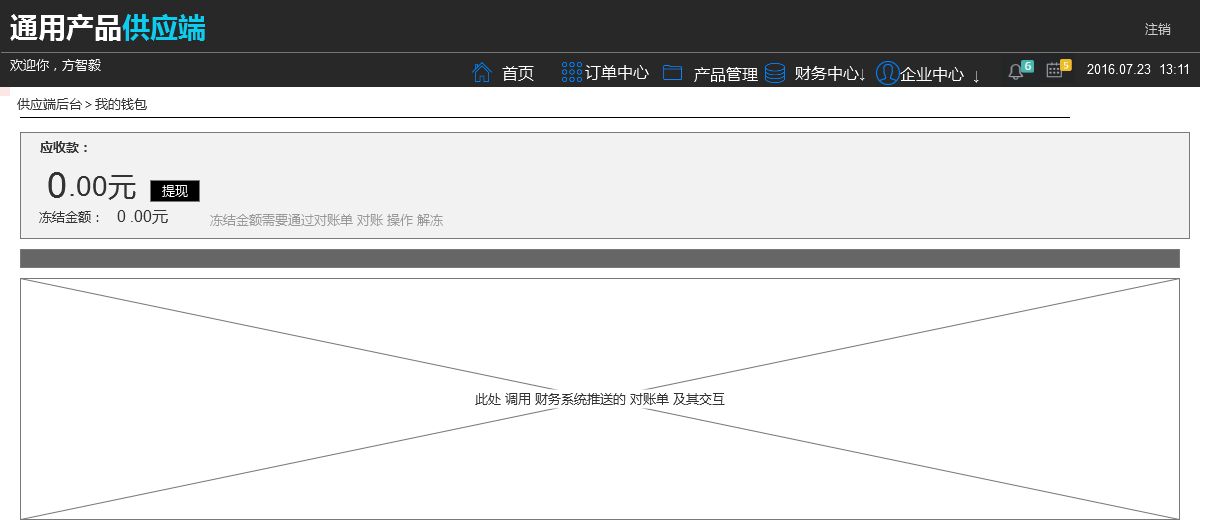 通用产品供应端
注销
欢迎你，方智毅
首页 订单中心 产品管理 财务中心↓ 企业中心 ↓ 6 5 2016.07.23 13:11
供应端后台 > 我的钱包
应收款：
0.00元 提现
冻结金额： 0 .00元 冻结金额需要通过对账单 对账 操作 解冻
此处 调用 财务系统推送的 对账单 及其交互